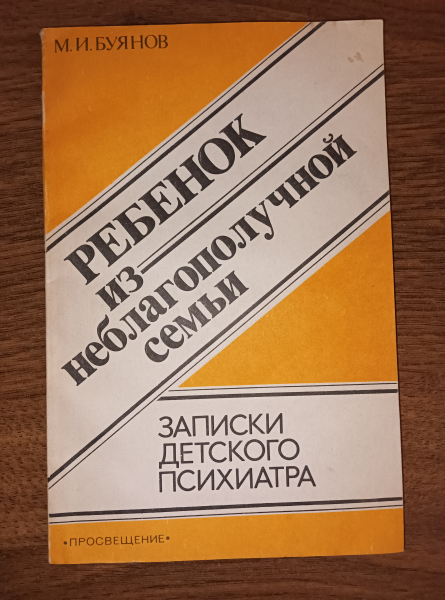 М.И.БУЯНОВ
РЕБЕНОК
из
неблагополучной
семьи
ЗАПИСКИ
ДЕТСКОГО
ПСИХИАТРА
•ПРОСВЕЩЕНИЕ•